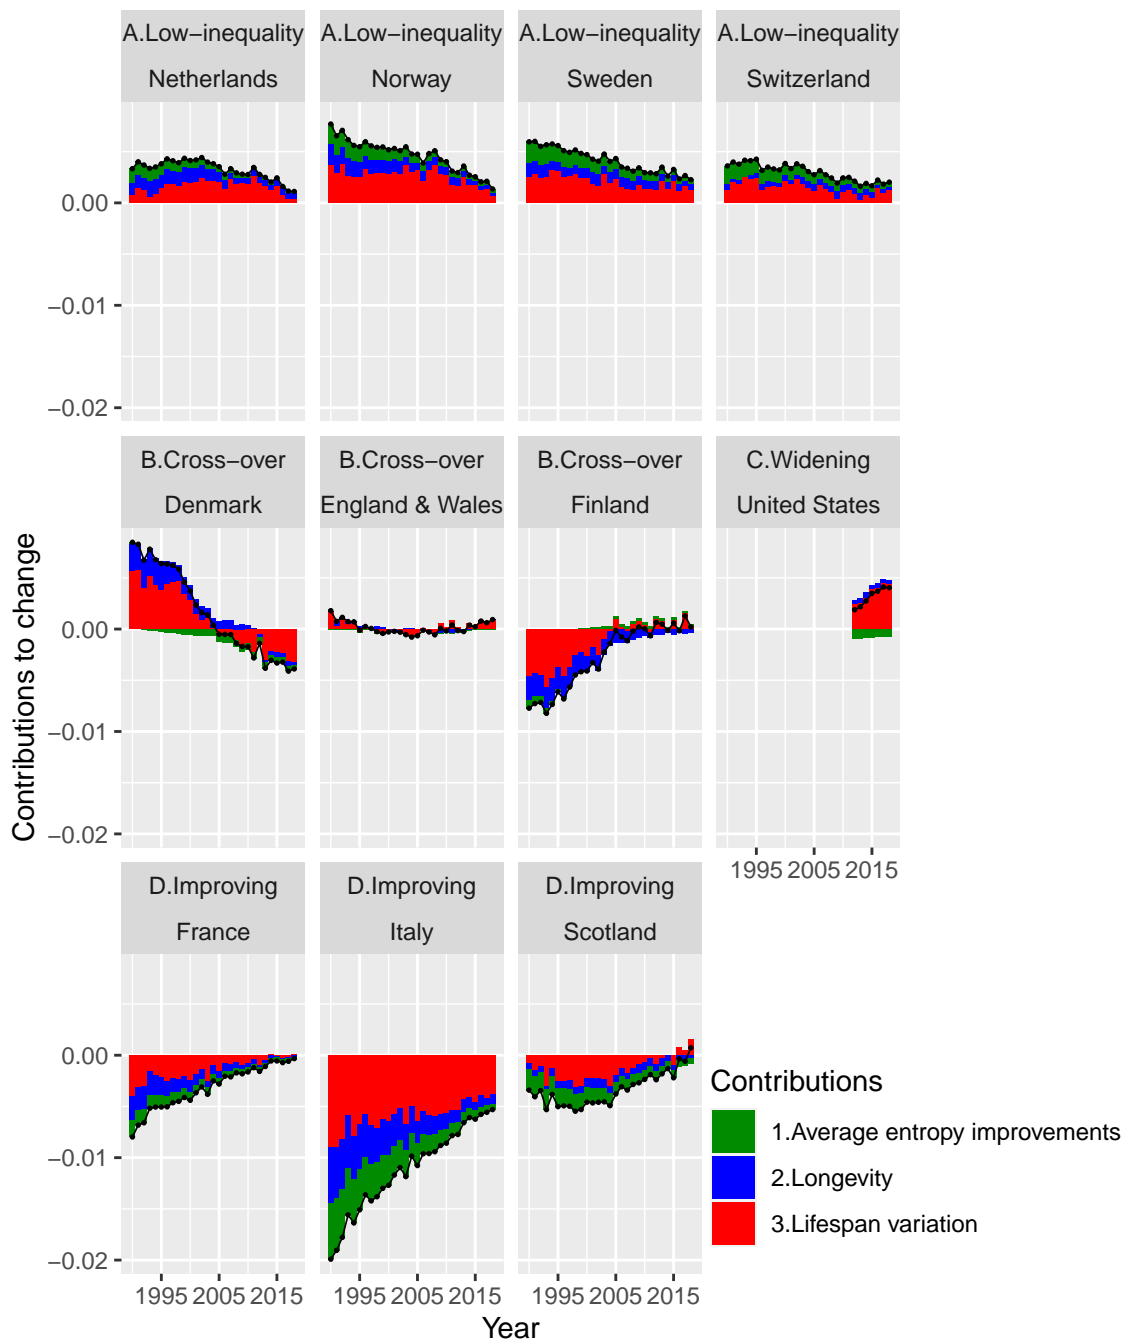 A.Low−inequality A.Low−inequality A.Low−inequality A.Low−inequality
Netherlands Norway Sweden Switzerland
0.00
−0.01
−0.02
B.Cross−over B.Cross−over B.Cross−over C.Widening
Denmark England & Wales Finland United States
0.00
−0.01
−0.02
Contributions to change
1995 2005 2015
D.Improving D.Improving D.Improving
France Italy Scotland
0.00
−0.01
−0.02
1995 2005 2015 1995 2005 2015 1995 2005 2015
Year
Contributions
1.Average entropy improvements
2.Longevity
3.Lifespan variation